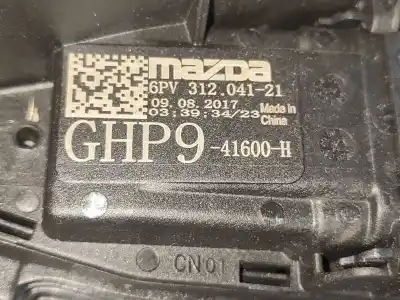 mazda
6PV 312.041-21
09.08.2017
03:39:34/23
Made in
China
GHP9-41600-H
CN01